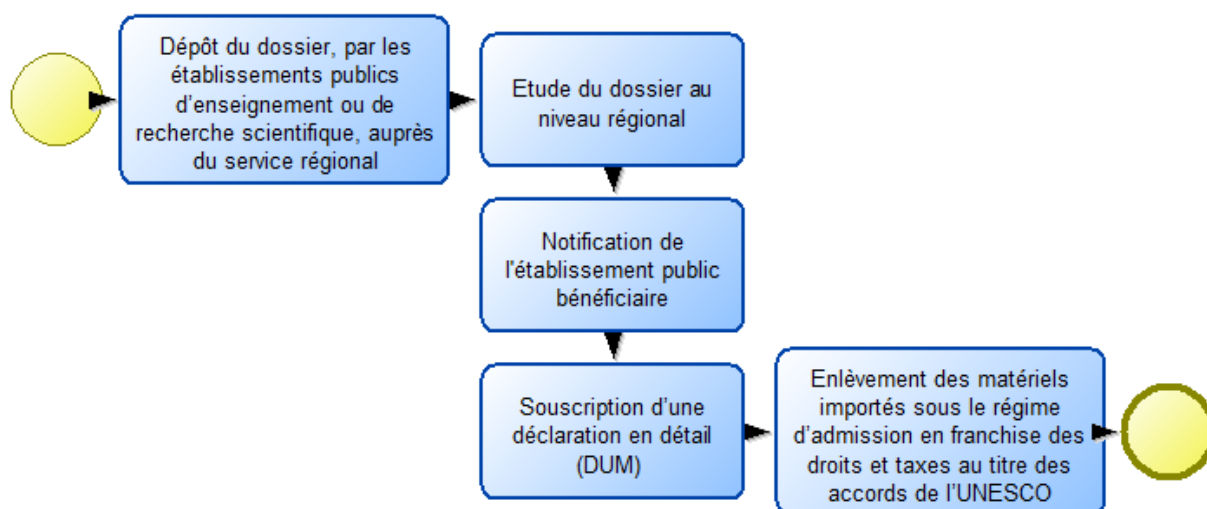 Dépôt du dossier, par les
établissements publics
d'enseignement ou de
recherche scientifique, auprès
du service régional
Etude du dossier au
niveau régional
Notification de
l'établissement public
bénéficiaire
Souscription d'une
déclaration en détail
(DUM)
Enlèvement des matériels
importés sous le régime
d'admission en franchise des
droits et taxes au titre des
accords de l'UNESCO